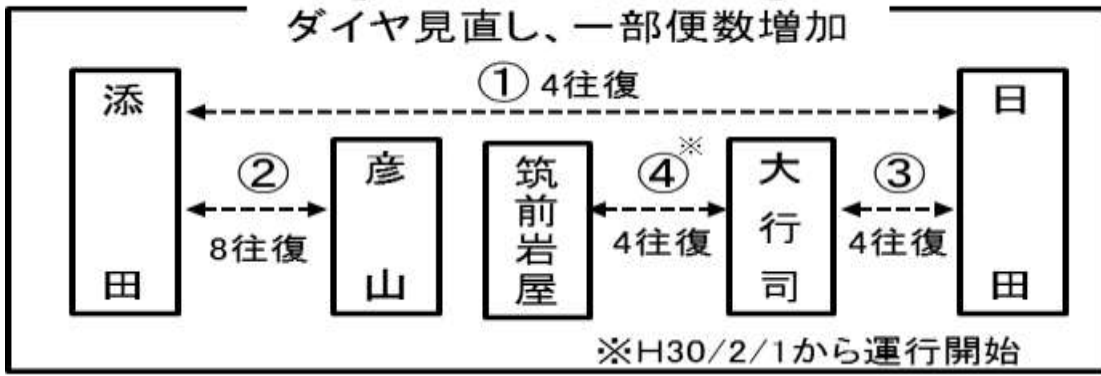 ダイヤ見直し、一部便数増加
① 4往復
添田
彦山
筑前岩屋
大行司
日田
②
8往復
④※
4往復
③
4往復
※H30/2/1から運行開始